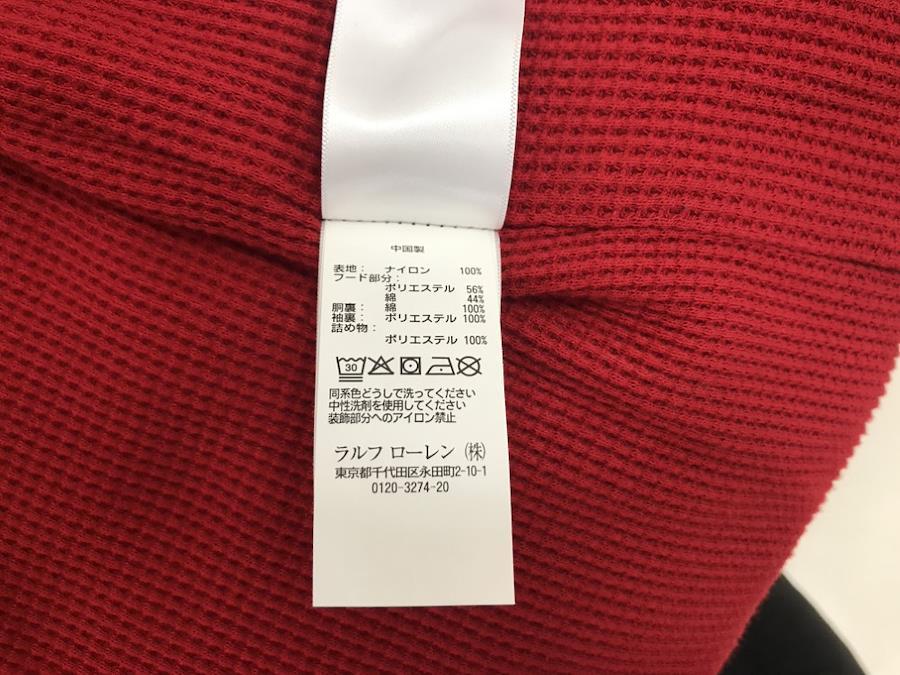 中国製
表地： ナイロン 100%
フード部分：
ポリエステル 56%
綿 44%
胴裏： 綿 100%
袖裏： ポリエステル 100%
詰め物：
ポリエステル 100%
30
同系色どうしで洗ってください
中性洗剤を使用してください
装飾部分へのアイロン禁止
ラルフ ローレン ㈱
東京都千代田区永田町2-10-1
0120-3274-20